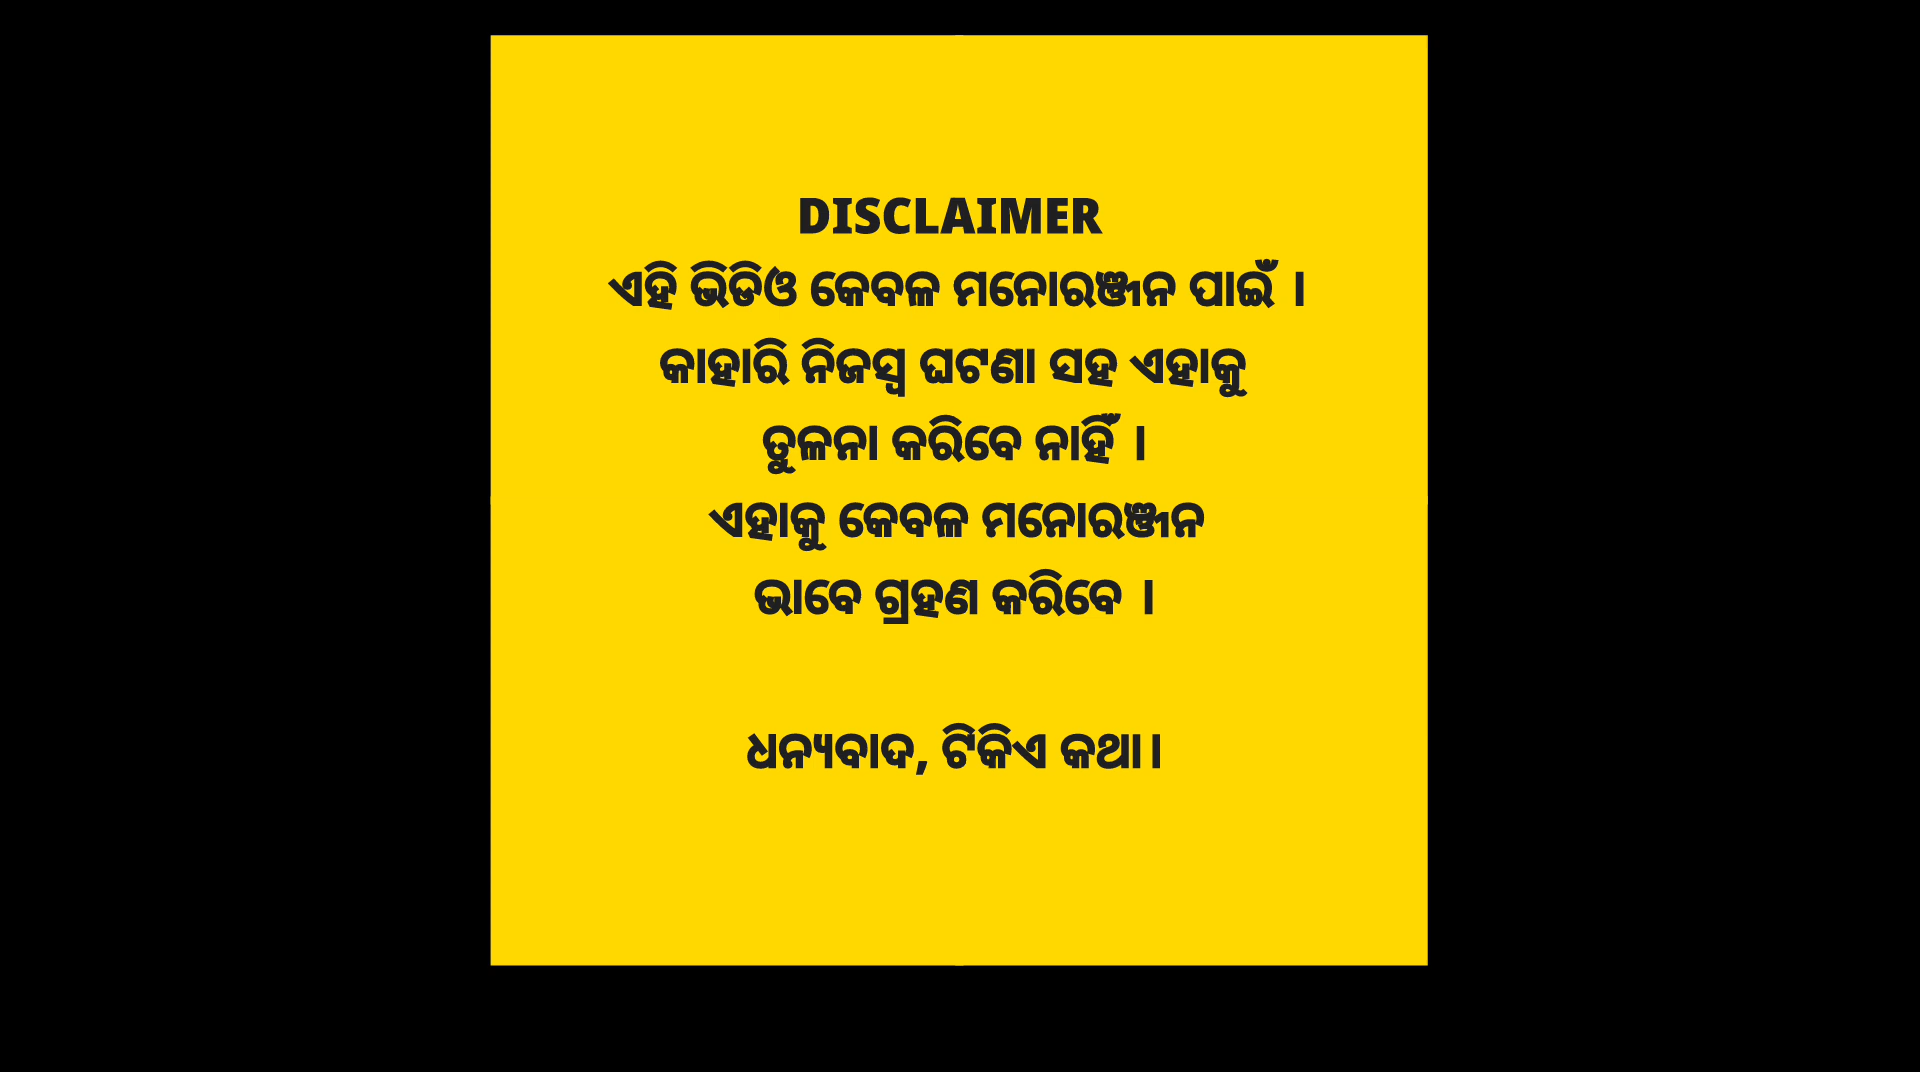 DISCLAIMER
ଏହି ଭିଡିଓ କେବଳ ମନୋରଞ୍ଜନ ପାଇଁ ।
କାହାରି ନିଜସ୍ୱ ଘଟଣା ସହ ଏହାକୁ
ତୁଳନା କରିବେ ନାହିଁ ।
ଏହାକୁ କେବଳ ମନୋରଞ୍ଜନ
ଭାବେ ଗ୍ରହଣ କରିବେ ।
ଧନ୍ୟବାଦ, ଟିକିଏ କଥା।